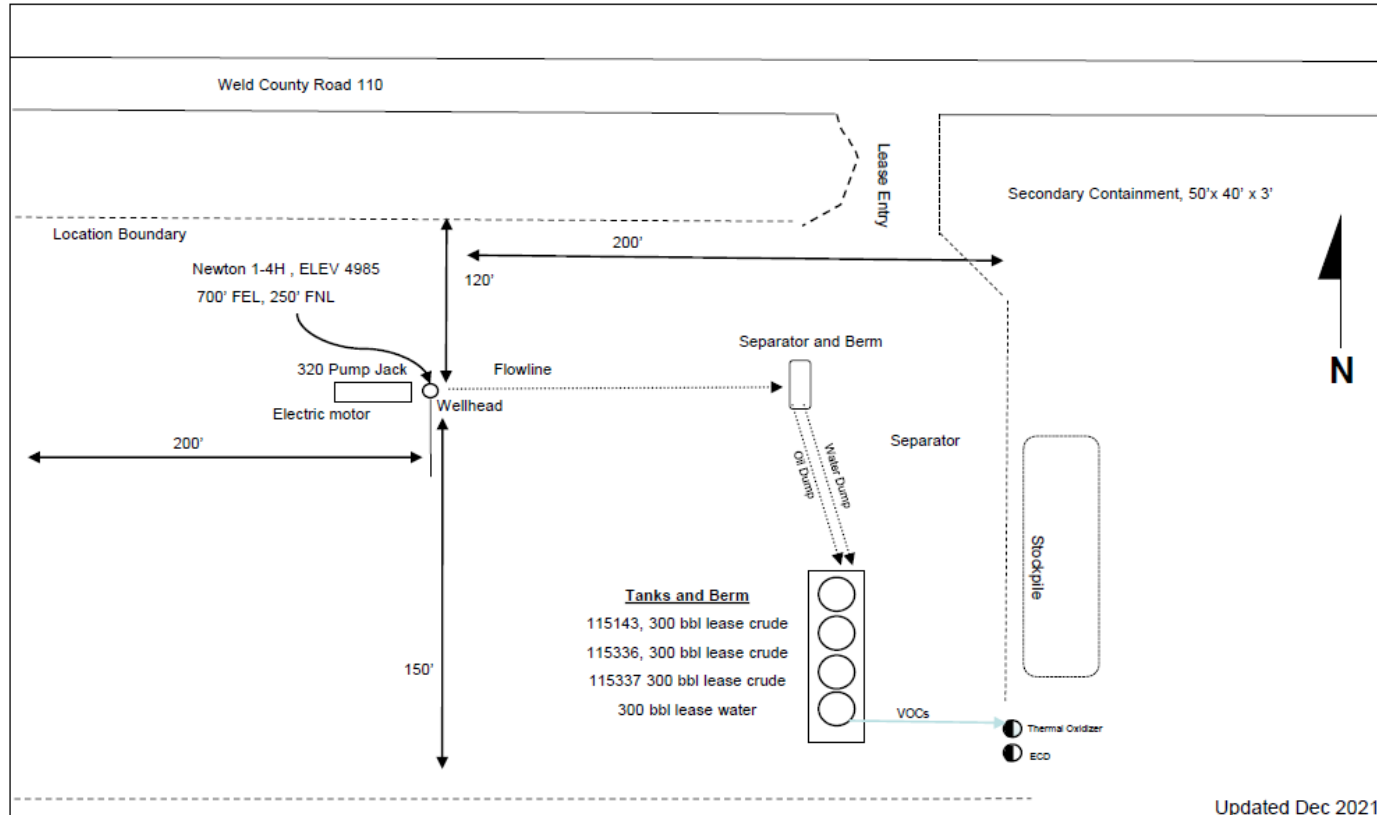 Weld County Road 110
Lease Entry
Secondary Containment, 50'x 40' x 3'
Location Boundary
200'
Newton 1-4H , ELEV 4985
700' FEL, 250' FNL
120'
Separator and Berm
320 Pump Jack
Flowline
N
Wellhead
Electric motor
200'
Separator
Oil Dump
Water Dump
Stockpile
Tanks and Berm
115143, 300 bbl lease crude
115336, 300 bbl lease crude
115337 300 bbl lease crude
300 bbl lease water
150'
VOCs
Thermal Oxidizer
ECD
Updated Dec 2021